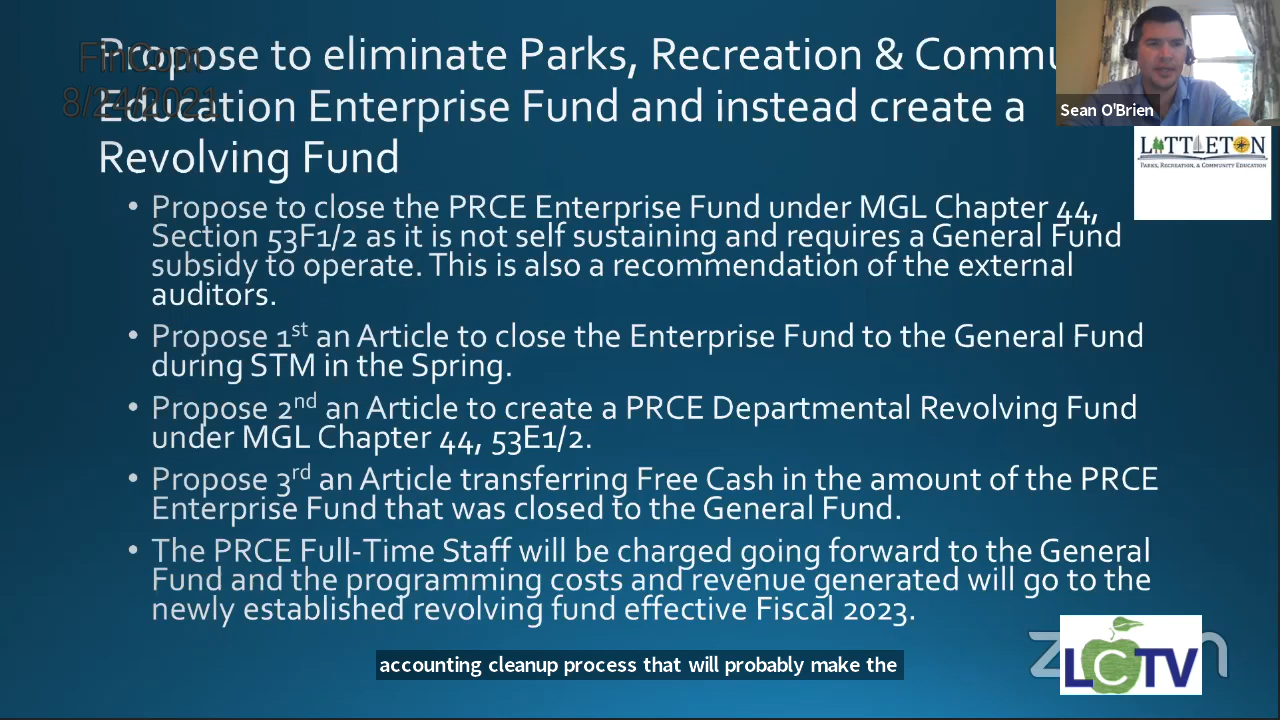 Propose to eliminate Parks, Recreation & Commu
Education Enterprise Fund and instead create a
Revolving Fund
FinCom
8/24/2021
Sean O'Brien
LITTLETON
PARKS, RECREATION, & COMMUNITY EDUCATION
• Propose to close the PRCE Enterprise Fund under MGL Chapter 44,
Section 53F1/2 as it is not self sustaining and requires a General Fund
subsidy to operate. This is also a recommendation of the external
auditors.
• Propose 1st an Article to close the Enterprise Fund to the General Fund
during STM in the Spring.
• Propose 2nd an Article to create a PRCE Departmental Revolving Fund
under MGL Chapter 44, 53E1/2.
• Propose 3rd an Article transferring Free Cash in the amount of the PRCE
Enterprise Fund that was closed to the General Fund.
• The PRCE Full-Time Staff will be charged going forward to the General
Fund and the programming costs and revenue generated will go to the
newly established revolving fund effective Fiscal 2023.
accounting cleanup process that will probably make the
LCTV